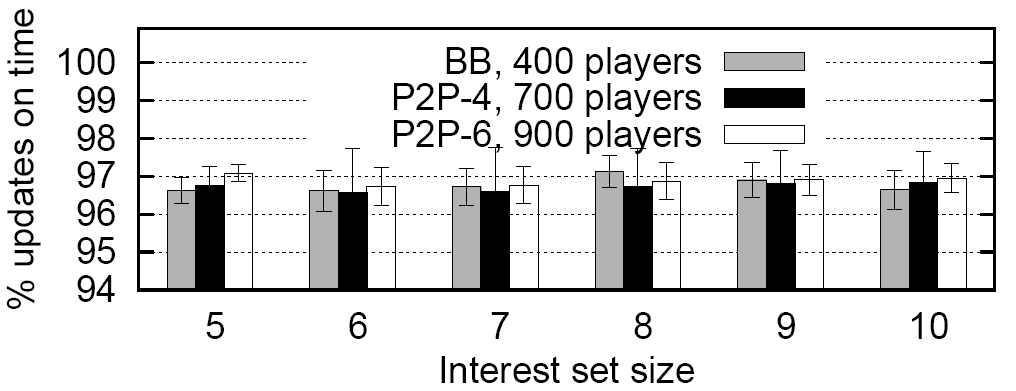 % updates on time
100
99
98
97
96
95
94
BB, 400 players
P2P-4, 700 players
P2P-6, 900 players
5 6 7 8 9 10
Interest set size